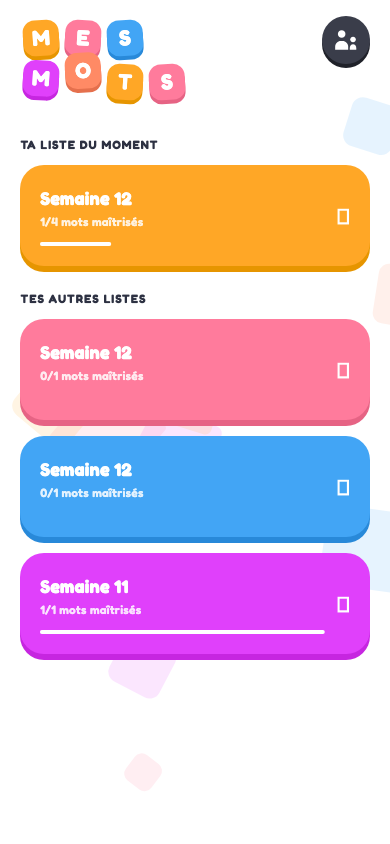 MES
MOTS
TA LISTE DU MOMENT
Semaine 12
1/4 mots maîtrisés
TES AUTRES LISTES
Semaine 12
0/1 mots maîtrisés
Semaine 12
0/1 mots maîtrisés
Semaine 11
1/1 mots maîtrisés